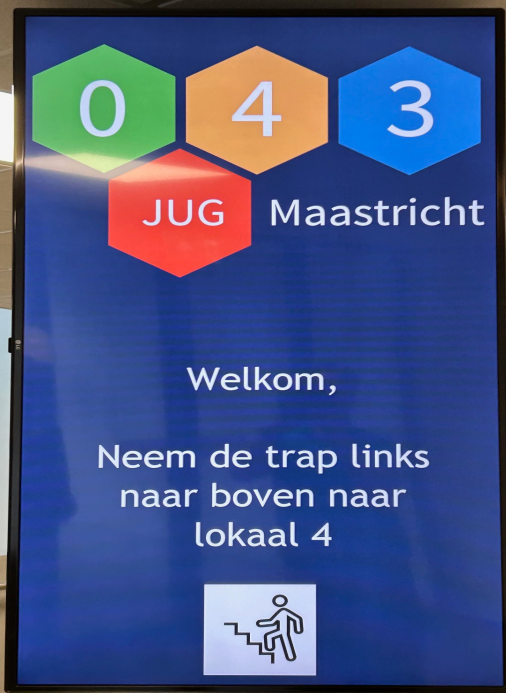 0 4 3
JUG Maastricht
Welkom,
Neem de trap links
naar boven naar
lokaal 4